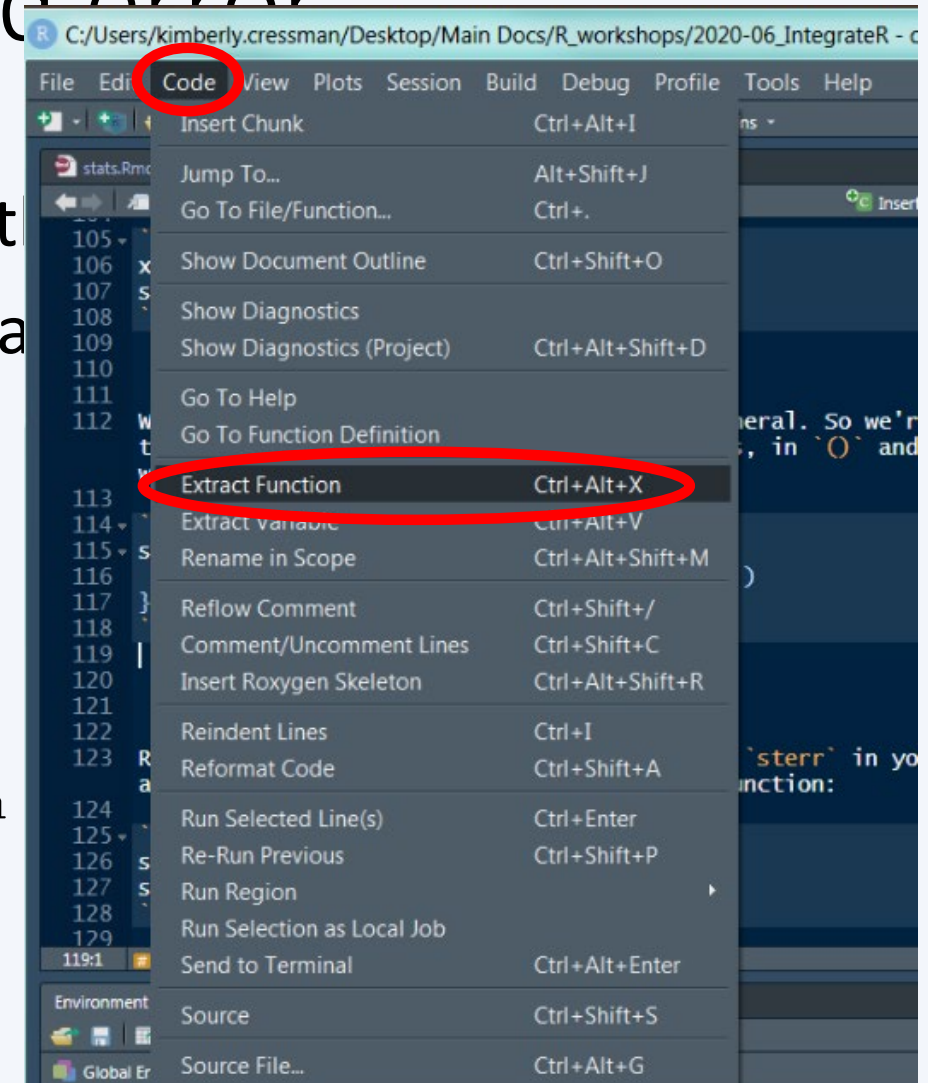 error
C:/Users/kimberly.cressman/Desktop/Main Docs/R_workshops/2020-06_IntegrateR - c
File Edi Code View Plots Session Build Debug Profile Tools Help
Insert Chunk Ctrl+Alt+I ns
stats.Rmd
Jump To... Alt+Shift+J
Go To File/Function... Ctrl+. Insert
105 `
106 x Show Document Outline Ctrl+Shift+O
107 s
108 ` Show Diagnostics
109 Show Diagnostics (Project) Ctrl+Alt+Shift+D
110
111 Go To Help
112 W neral. So we'r
t Go To Function Definition s, in `()` and
w
Extract Function Ctrl+Alt+X
113
114 ` Extract Variable Ctrl+Alt+V
115 s
116 Rename in Scope Ctrl+Alt+Shift+M )
117 } Reflow Comment Ctrl+Shift+/
118 `
119 Comment/Uncomment Lines Ctrl+Shift+C
120 Insert Roxygen Skeleton Ctrl+Alt+Shift+R
121
122 Reindent Lines Ctrl+I
123 R `sterr` in yo
a Reformat Code Ctrl+Shift+A unction:
124 Run Selected Line(s) Ctrl+Enter
125 `
126 s Re-Run Previous Ctrl+Shift+P
127 s Run Region
128 `
129 Run Selection as Local Job
119:1 # Send to Terminal Ctrl+Alt+Enter
Environment
Source Ctrl+Shift+S
Global Er Source File... Ctrl+Alt+G